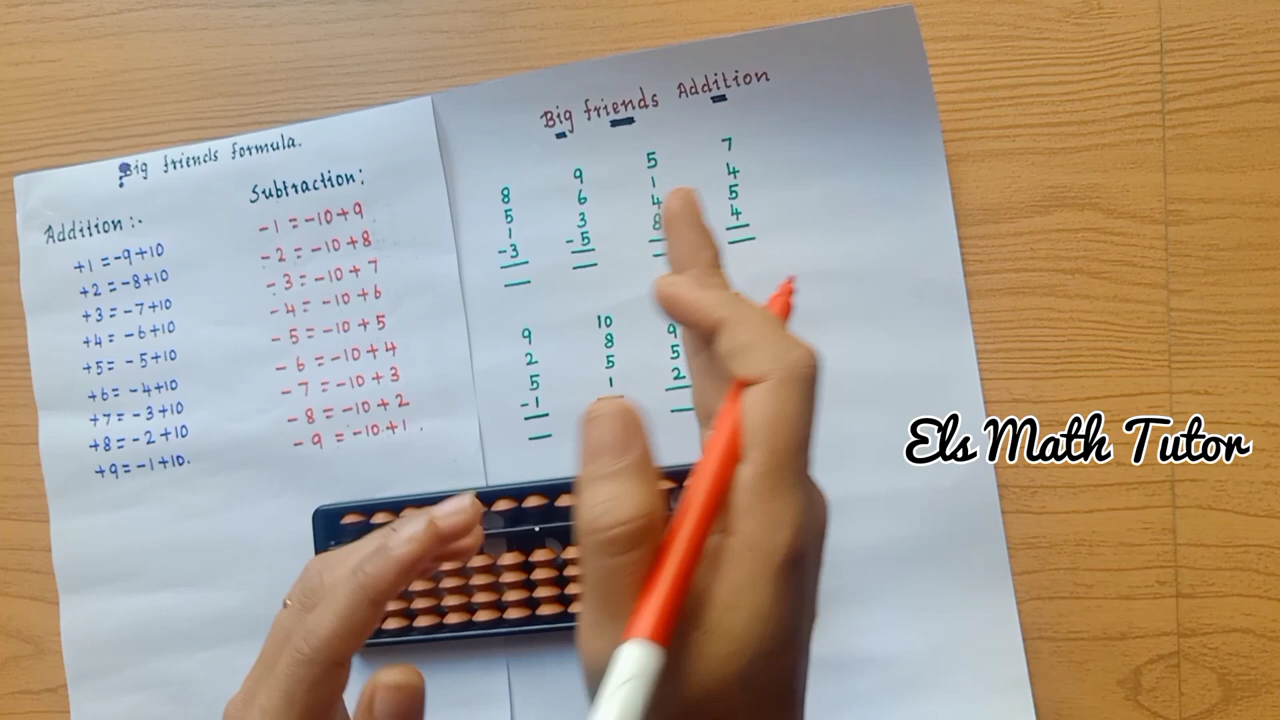 Big friends formula.
Addition :-
+1 = -9+10
+2 = -8+10
+3 = -7+10
+4 = -6+10
+5 = -5+10
+6 = -4+10
+7 = -3+10
+8 = -2+10
+9 = -1+10.
Subtraction:
-1 = -10+9
-2 = -10+8
-3 = -10+7
-4 = -10+6
-5 = -10+5
-6 = -10+4
-7 = -10+3
-8 = -10+2
-9 = -10+1.
Big friends Addition
8
5
1
-3
9
6
3
-5
5
1
4
8
7
4
5
4
9
2
5
-1
10
8
5
1
9
5
2
Els Math Tutor